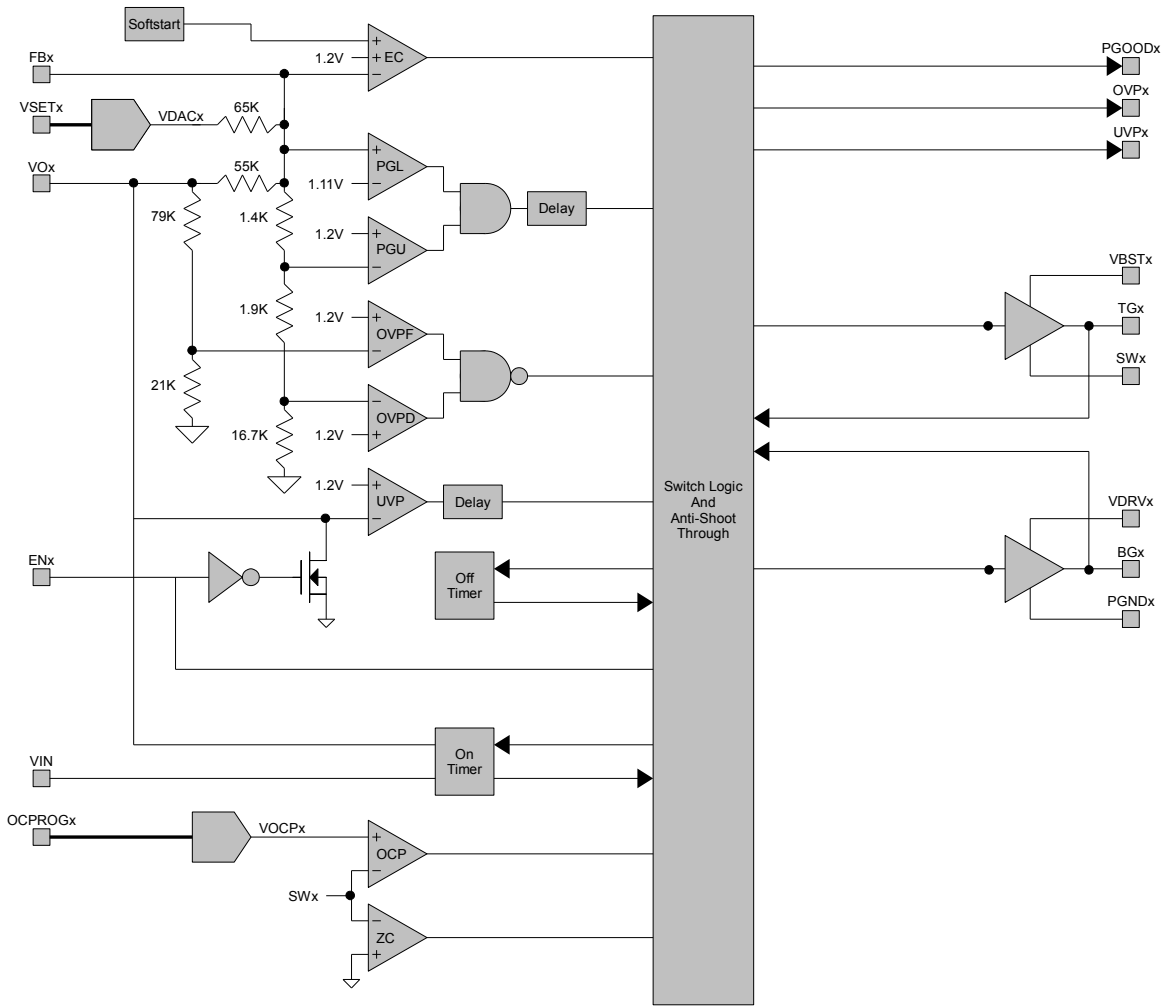 Softstart
FBx
1.2V
EC
PGOODx
OVPx
UVPx
VSETx
VDACx
65K
VOx
55K
PGL
1.11V
79K
1.4K
1.2V
PGU
Delay
1.9K
1.2V
OVPF
21K
16.7K
OVPD
1.2V
1.2V
UVP
Delay
VBSTx
TGx
SWx
Switch Logic
And
Anti-Shoot
Through
VDRVx
BGx
PGNDx
ENx
Off
Timer
On
Timer
VIN
OCPROGx
VOCPx
OCP
SWx
ZC